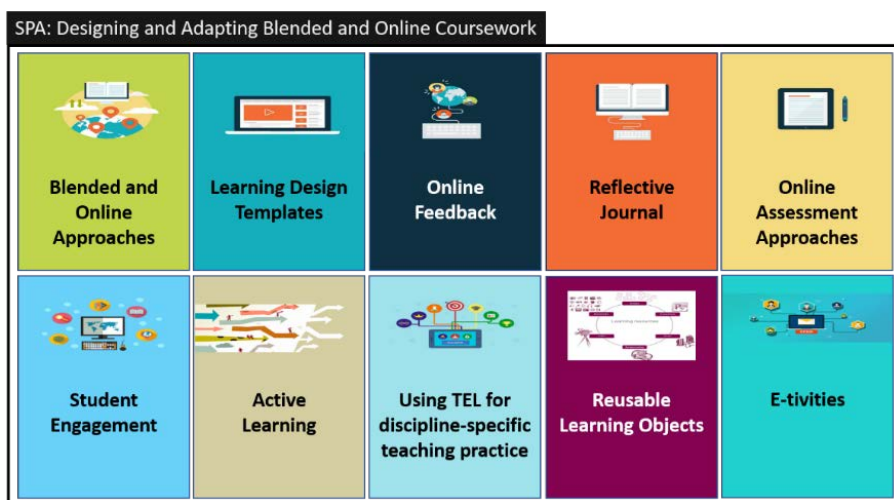 SPA: Designing and Adapting Blended and Online Coursework
Blended and
Online
Approaches
Learning Design
Templates
Online
Feedback
Reflective
Journal
Online
Assessment
Approaches
Student
Engagement
Active
Learning
Using TEL for
discipline-specific
teaching practice
Reusable
Learning Objects
E-tivities